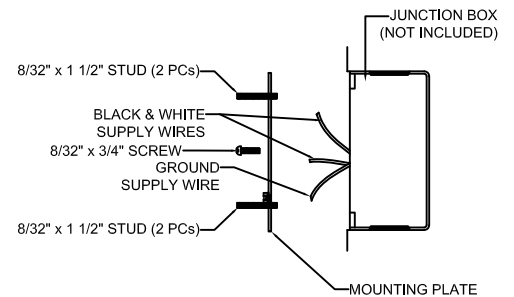 JUNCTION BOX
(NOT INCLUDED)
8/32" x 1 1/2" STUD (2 PCs)
BLACK & WHITE
SUPPLY WIRES
8/32" x 3/4" SCREW
GROUND
SUPPLY WIRE
8/32" x 1 1/2" STUD (2 PCs)
MOUNTING PLATE